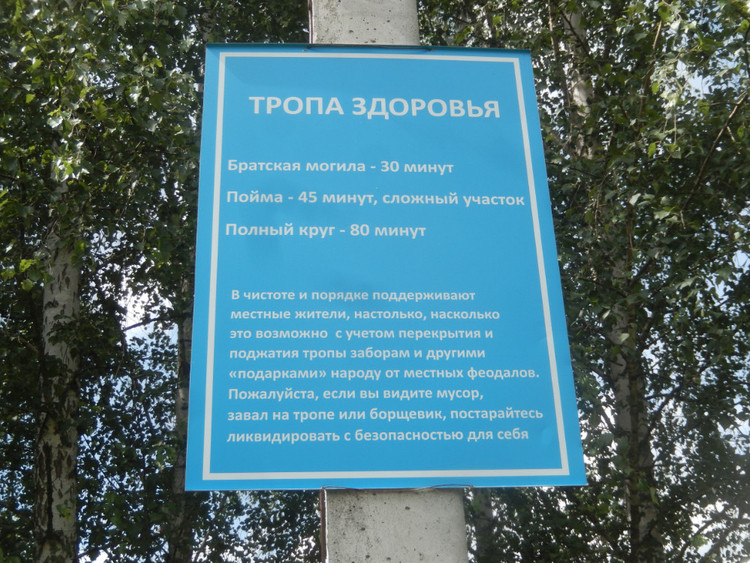 ТРОПА ЗДОРОВЬЯ
Братская могила - 30 минут
Пойма - 45 минут, сложный участок
Полный круг - 80 минут
В чистоте и порядке поддерживают
местные жители, настолько, насколько
это возможно с учетом перекрытия и
поджатия тропы заборам и другими
«подарками» народу от местных феодалов.
Пожалуйста, если вы видите мусор,
завал на тропе или борщевик, постарайтесь
ликвидировать с безопасностью для себя